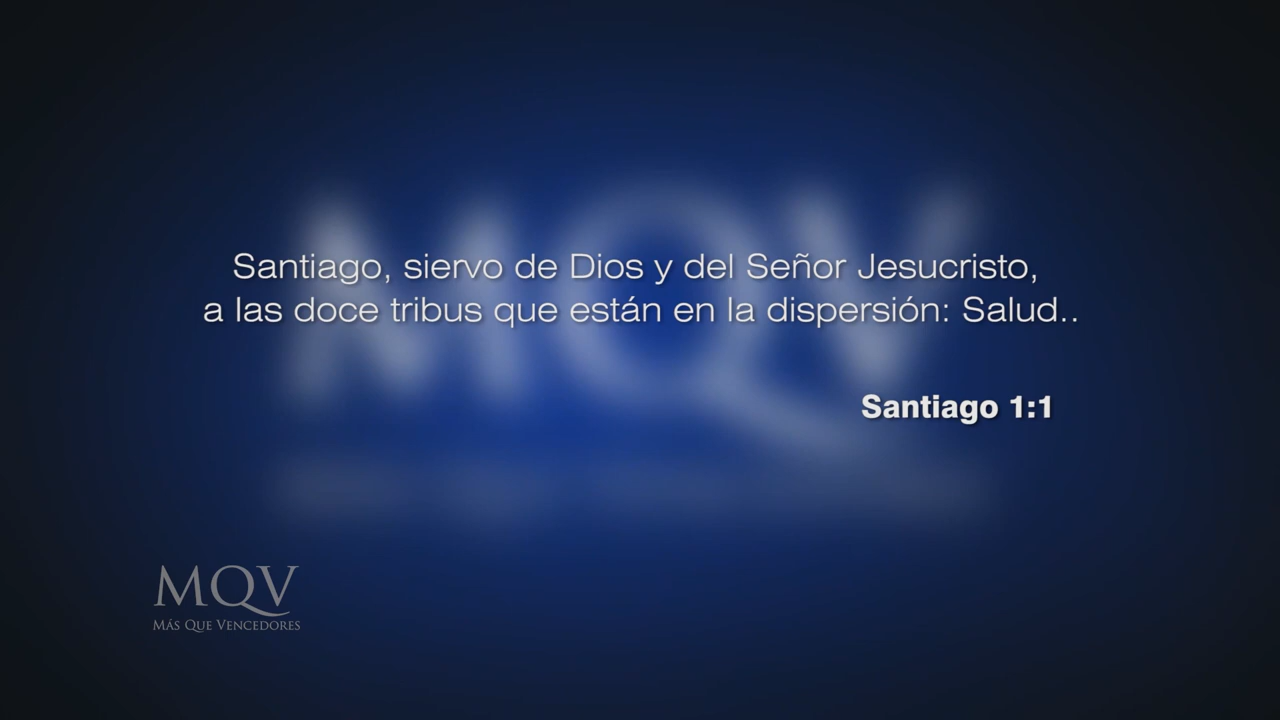 Santiago, siervo de Dios y del Señor Jesucristo,
a las doce tribus que están en la dispersión: Salud..
Santiago 1:1
MQV
Más Que Vencedores